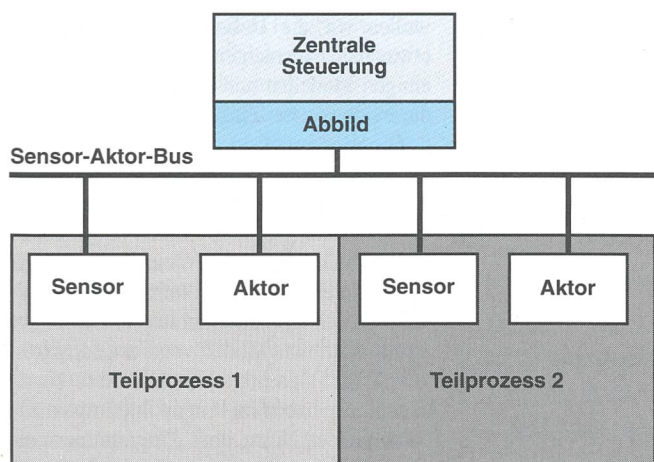 Zentrale
Steuerung
Abbild
Sensor-Aktor-Bus
Sensor
Aktor
Sensor
Aktor
Teilprozess 1
Teilprozess 2